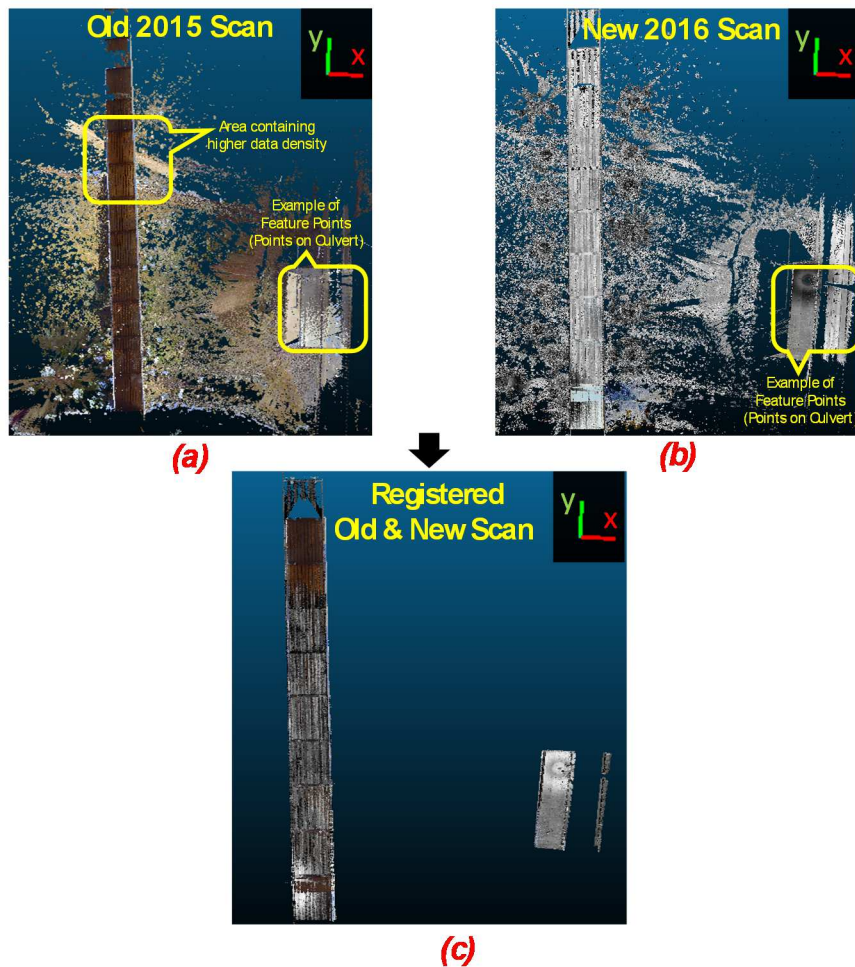 Old 2015 Scan
y
x
Area containing
higher data density
Example of
Feature Points
(Points on Culvert)
(a)
New 2016 Scan
y
x
Example of
Feature Points
(Points on Culvert
(b)
Registered
Old & New Scan
y
x
(c)